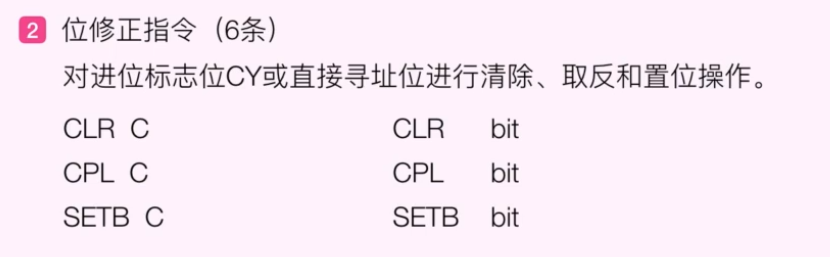 2 位修正指令（6条）
对进位标志位CY或直接寻址位进行清除、取反和置位操作。
CLR C CLR bit
CPL C CPL bit
SETB C SETB bit